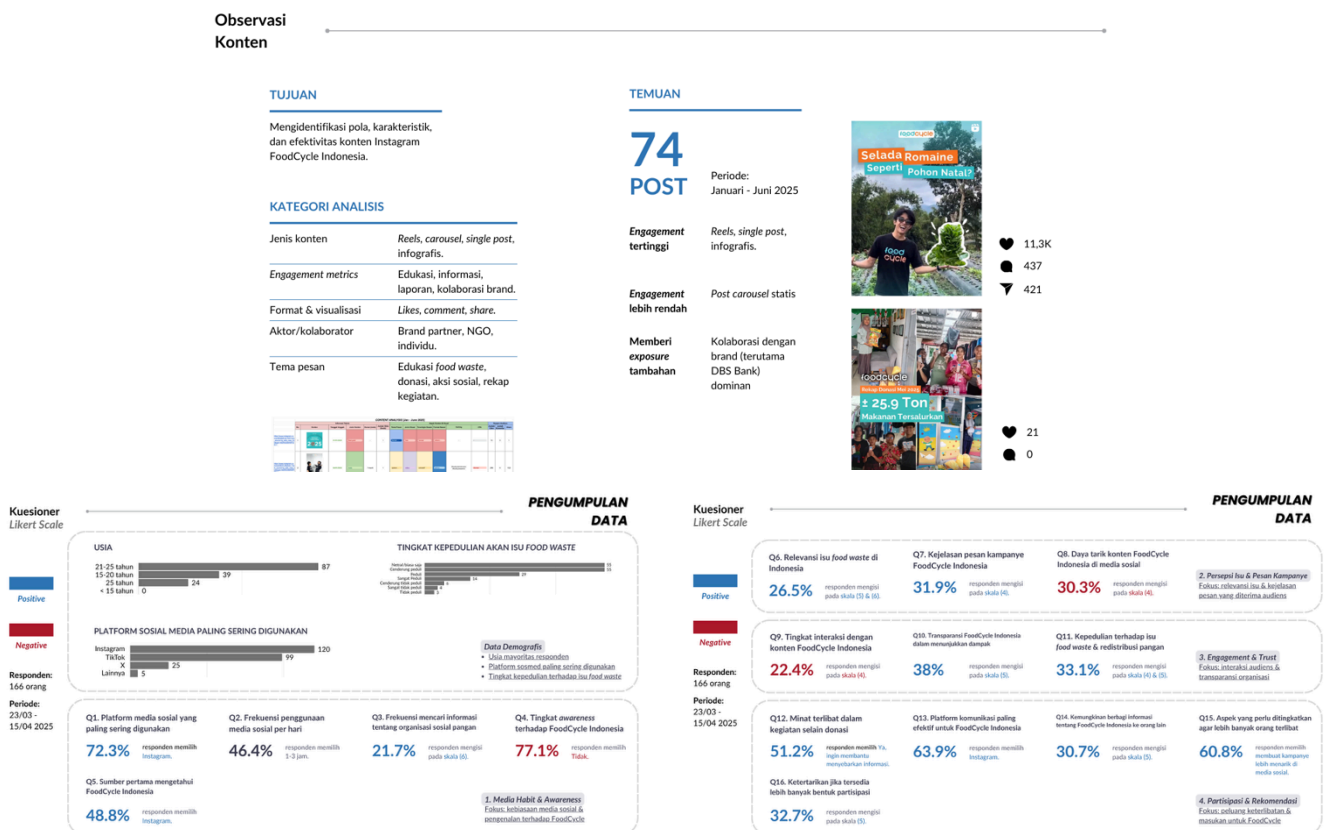 Observasi
Konten
TUJUAN
Mengidentifikasi pola, karakteristik,
dan efektivitas konten Instagram
FoodCycle Indonesia.
KATEGORI ANALISIS
Jenis konten
Reels, carousel, single post,
infografis.
Engagement metrics
Edukasi, informasi,
laporan, kolaborasi brand.
Format & visualisasi
Likes, comment, share.
Aktor/kolaborator
Brand partner, NGO,
individu.
Tema pesan
Edukasi food waste,
donasi, aksi sosial, rekap
kegiatan.
TEMUAN
74
POST
Periode:
Januari - Juni 2025
Engagement
tertinggi
Reels, single post,
infografis.
Engagement
lebih rendah
Post carousel statis
Memberi
exposure
tambahan
Kolaborasi dengan
brand (terutama
DBS Bank)
dominan
foodcycle
Selada Romaine
Seperti Pohon Natal?
food
cycle
11,3K
437
421
foodcycle
Rekap Donasi Mei 2025
± 25.9 Ton
Makanan Tersalurkan
21
0
Kuesioner
Likert Scale
PENGUMPULAN
DATA
Positive
Negative
Responden:
166 orang
Periode:
23/03 -
15/04 2025
USIA
21-25 tahun 87
15-20 tahun 39
25 tahun 24
< 15 tahun 0
TINGKAT KEPEDULIAN AKAN ISU FOOD WASTE
PLATFORM SOSIAL MEDIA PALING SERING DIGUNAKAN
Instagram 120
TikTok 99
X 25
Lainnya 5
Data Demografis
• Usia mayoritas responden
• Platform sosmed paling sering digunakan
• Tingkat kepedulian terhadap isu food waste
Q1. Platform media sosial yang
paling sering digunakan
72.3%
responden memilih
Instagram.
Q2. Frekuensi penggunaan
media sosial per hari
46.4%
responden memilih
1-3 jam.
Q3. Frekuensi mencari informasi
tentang organisasi sosial pangan
21.7%
responden mengisi
pada skala (6).
Q4. Tingkat awareness
terhadap FoodCycle Indonesia
77.1%
responden memilih
Tidak.
Q5. Sumber pertama mengetahui
FoodCycle Indonesia
48.8%
responden memilih
Instagram.
1. Media Habit & Awareness
Fokus: kebiasaan media sosial &
pengenalan terhadap FoodCycle
Kuesioner
Likert Scale
PENGUMPULAN
DATA
Positive
Negative
Responden:
166 orang
Periode:
23/03 -
15/04 2025
Q6. Relevansi isu food waste di
Indonesia
26.5%
responden mengisi
pada skala (5) & (6).
Q7. Kejelasan pesan kampanye
FoodCycle Indonesia
31.9%
responden mengisi
pada skala (4).
Q8. Daya tarik konten FoodCycle
Indonesia di media sosial
30.3%
responden mengisi
pada skala (4).
2. Persepsi Isu & Pesan Kampanye
Fokus: relevansi isu & kejelasan
pesan yang diterima audiens
Q9. Tingkat interaksi dengan
konten FoodCycle Indonesia
22.4%
responden mengisi
pada skala (4).
Q10. Transparansi FoodCycle Indonesia
dalam menunjukkan dampak
38%
responden mengisi
pada skala (5).
Q11. Kepedulian terhadap isu
food waste & redistribusi pangan
33.1%
responden mengisi
pada skala (4) & (5).
3. Engagement & Trust
Fokus: interaksi audiens &
transparansi organisasi
Q12. Minat terlibat dalam
kegiatan selain donasi
51.2%
responden memilih Ya,
ingin membantu
menyebarkan informasi.
Q13. Platform komunikasi paling
efektif untuk FoodCycle Indonesia
63.9%
responden memilih
Instagram.
Q14. Kemungkinan berbagi informasi
tentang FoodCycle Indonesia ke orang lain
30.7%
responden mengisi
pada skala (5).
Q15. Aspek yang perlu ditingkatkan
agar lebih banyak orang terlibat
60.8%
responden memilih
membuat kampanye
lebih menarik di
media sosial.
Q16. Ketertarikan jika tersedia
lebih banyak bentuk partisipasi
32.7%
responden mengisi
pada skala (5).
4. Partisipasi & Rekomendasi
Fokus: peluang keterlibatan &
masukan untuk FoodCycle